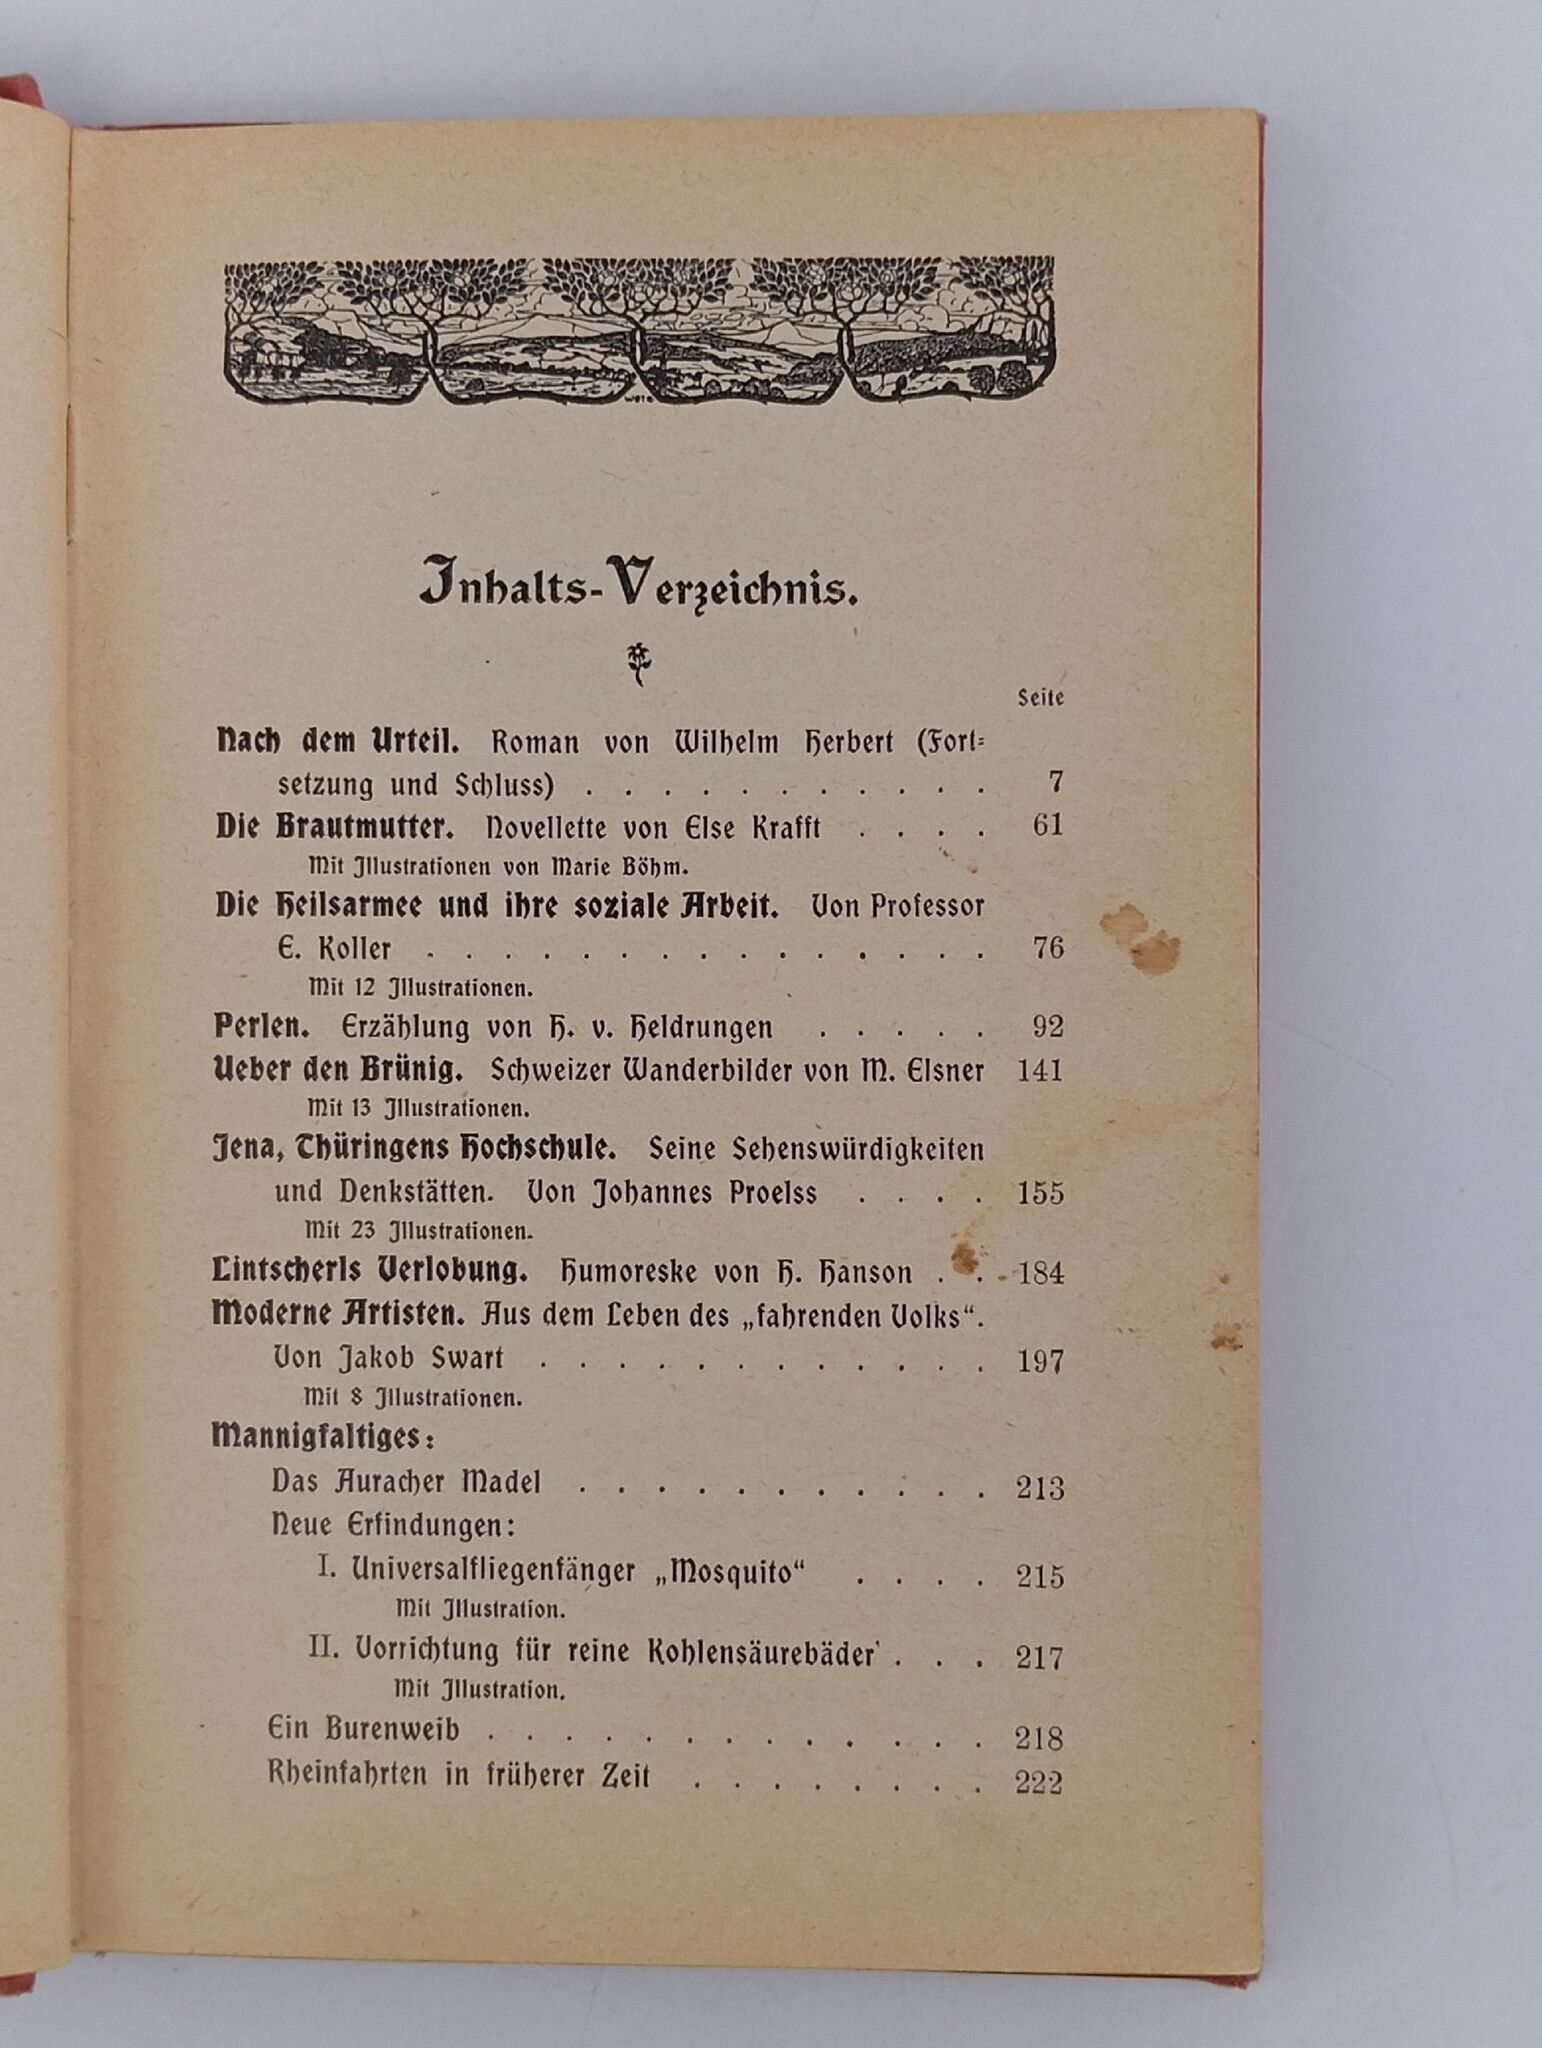 Inhalts-Verzeichnis.
Seite
Nach dem Urteil. Roman von Wilhelm Herbert (Fort-
setzung und Schluss) . . . . . . . . . . . 7
Die Brautmutter. Novellette von Else Krafft . . . . 61
Mit Illustrationen von Marie Böhm.
Die Heilsarmee und ihre soziale Arbeit. Von Professor
E. Koller . . . . . . . . . . . . . . . 76
Mit 12 Illustrationen.
Perlen. Erzählung von H. v. Heldrungen . . . . . 92
Ueber den Brünig. Schweizer Wanderbilder von M. Elsner 141
Mit 13 Illustrationen.
Jena, Thüringens Hochschule. Seine Sehenswürdigkeiten
und Denkstätten. Von Johannes Proelss . . . . 155
Mit 23 Illustrationen.
Lintscherls Verlobung. Humoreske von H. Hanson . . 184
Moderne Artisten. Aus dem Leben des „fahrenden Volks“.
Von Jakob Swart . . . . . . . . . . . . 197
Mit 8 Illustrationen.
Mannigfaltiges:
Das Auracher Madel . . . . . . . . . . . 213
Neue Erfindungen:
I. Universalfliegenfänger „Mosquito“ . . . . 215
Mit Illustration.
II. Vorrichtung für reine Kohlensäurebäder . . . 217
Mit Illustration.
Ein Burenweib . . . . . . . . . . . . . 218
Rheinfahrten in früherer Zeit . . . . . . . . 222